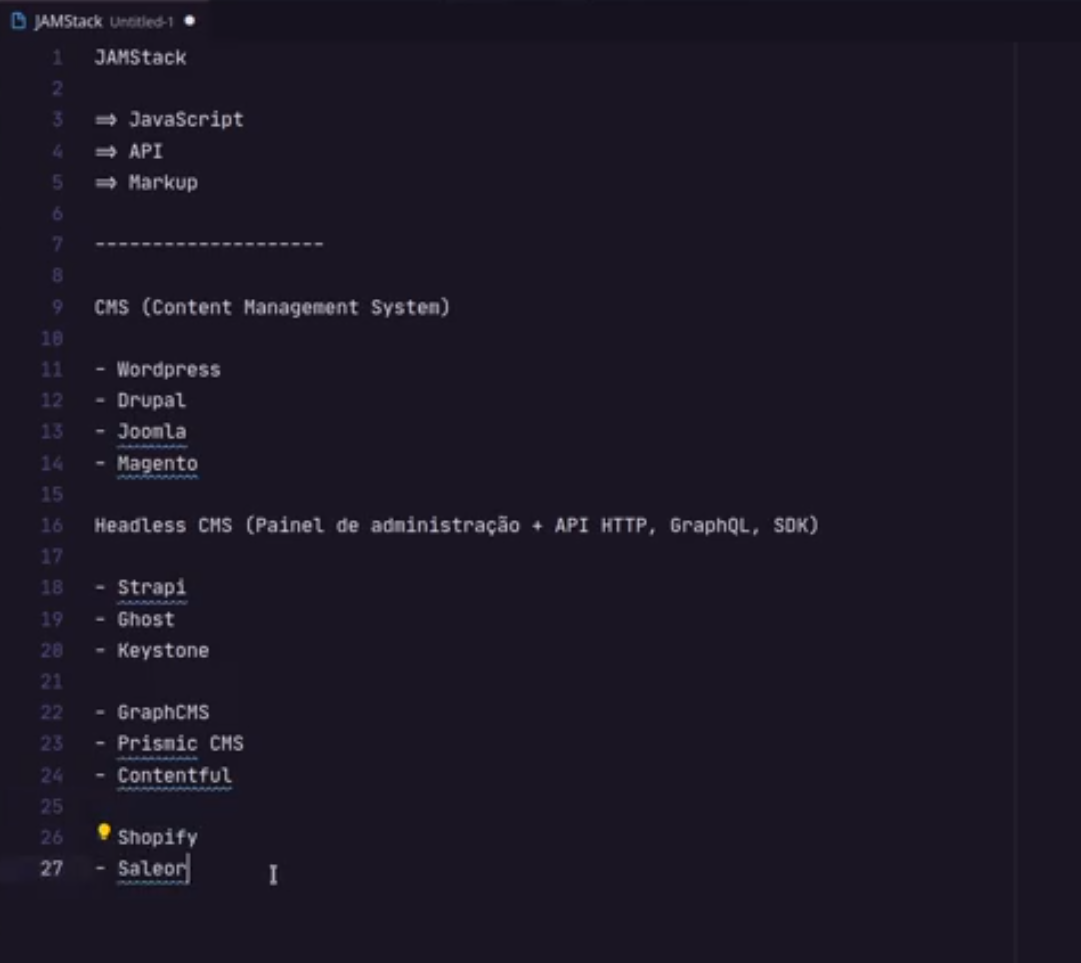 JAMStack Untitled-1
1 JAMStack
2
3 => JavaScript
4 => API
5 => Markup
6
7 --------------------
8
9 CMS (Content Management System)
10
11 - Wordpress
12 - Drupal
13 - Joomla
14 - Magento
15
16 Headless CMS (Painel de administração + API HTTP, GraphQL, SDK)
17
18 - Strapi
19 - Ghost
20 - Keystone
21
22 - GraphCMS
23 - Prismic CMS
24 - Contentful
25
26 Shopify
27 - Saleor